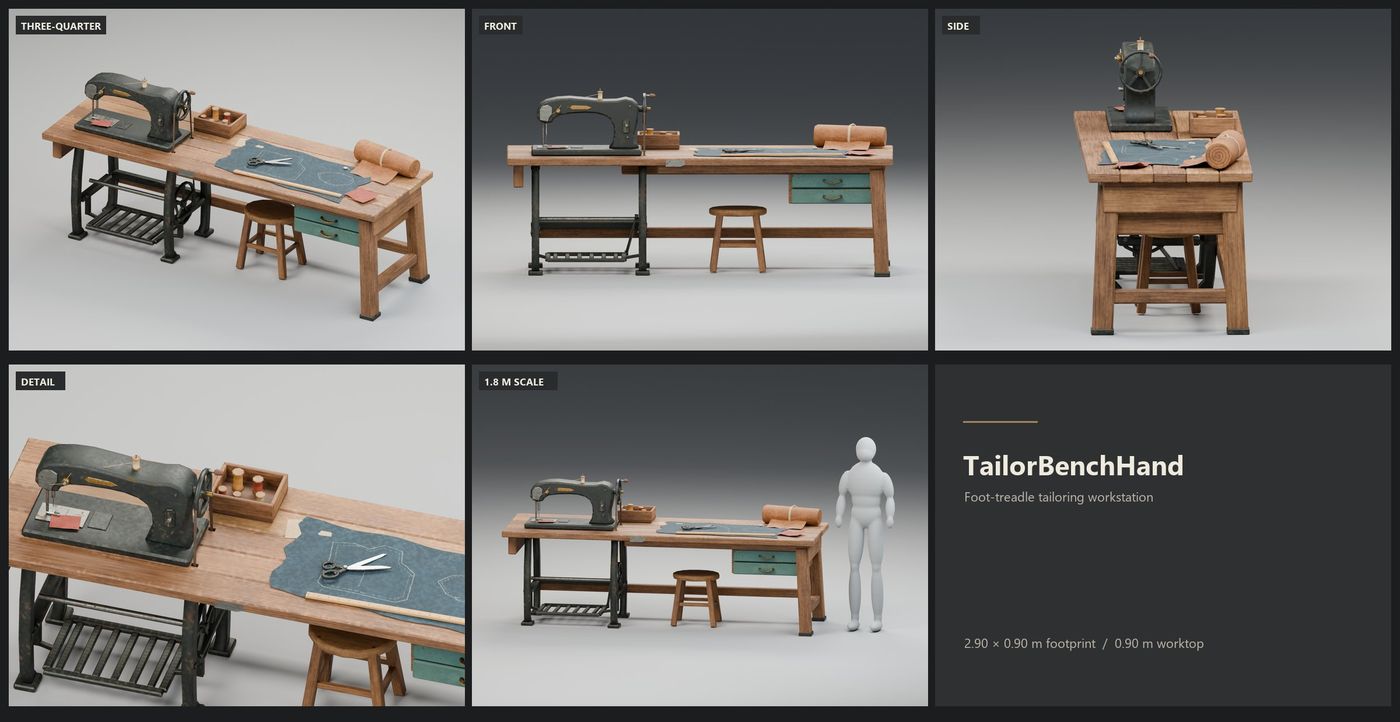 THREE-QUARTER
FRONT
SIDE
DETAIL
1.8 M SCALE
TailorBenchHand
Foot-treadle tailoring workstation
2.90 × 0.90 m footprint / 0.90 m worktop